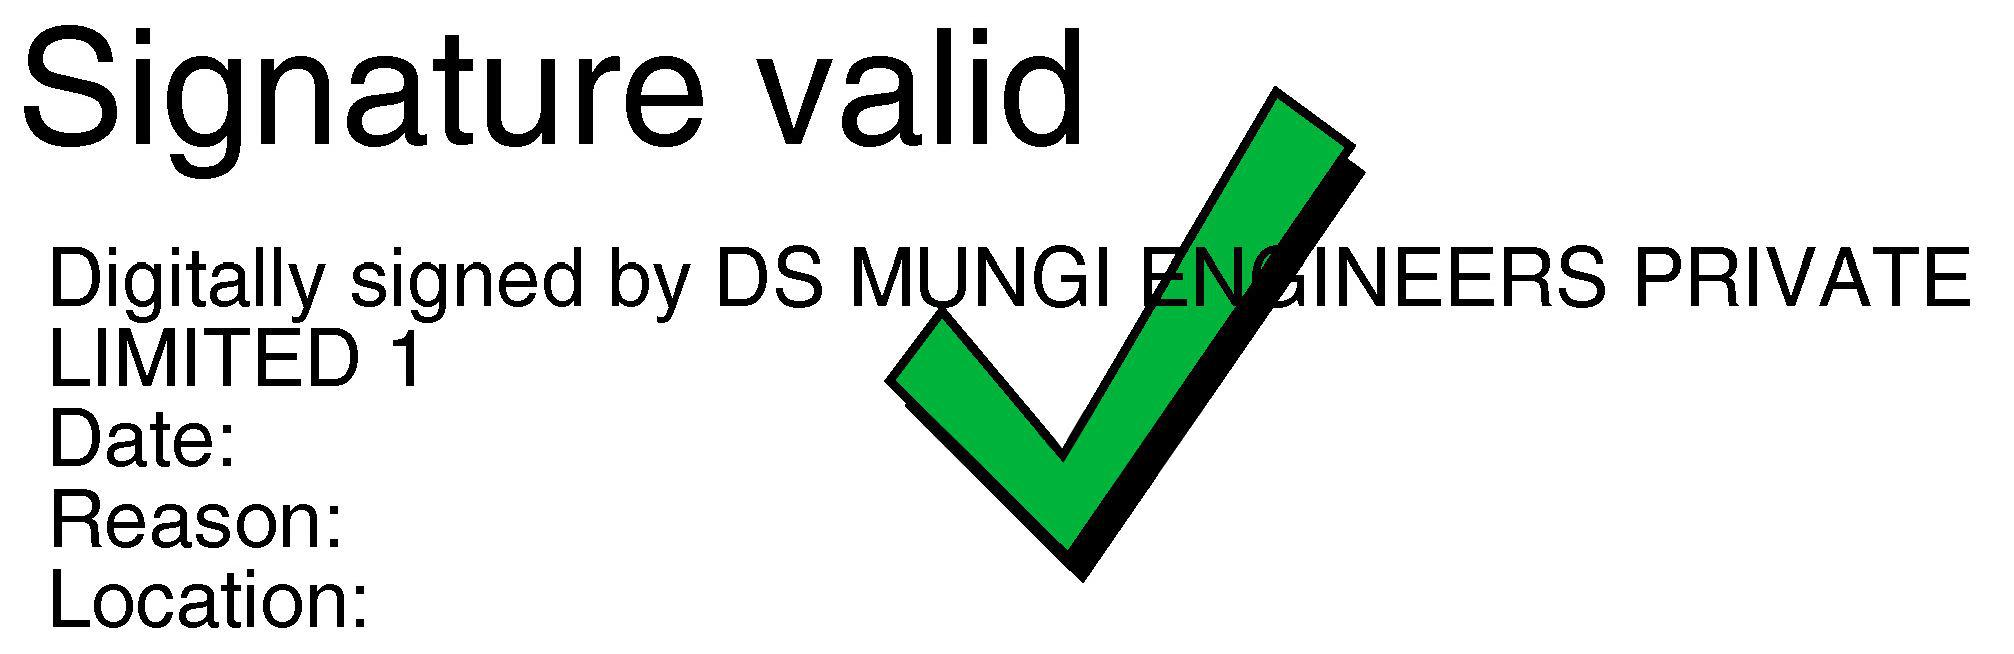 Signature valid
Digitally signed by DS MUNGI ENGINEERS PRIVATE
LIMITED 1
Date:
Reason:
Location: